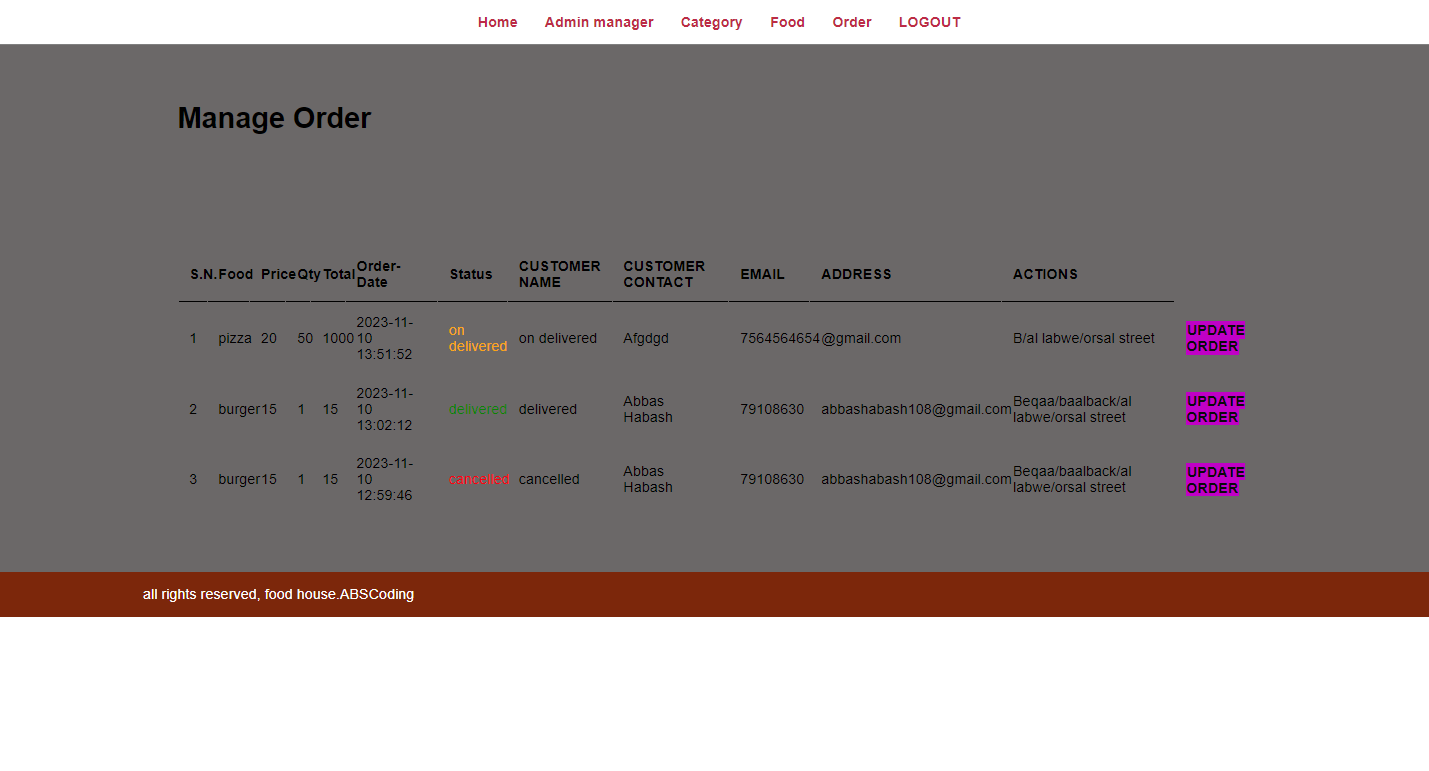 Home Admin manager Category Food Order LOGOUT
Manage Order
S.N. Food Price Qty Total Order-Date Status CUSTOMER NAME CUSTOMER CONTACT EMAIL ADDRESS ACTIONS
1 pizza 20 50 1000 2023-11-10 13:51:52 on delivered on delivered Afgdgd 7564564654 @gmail.com B/al labwe/orsal street UPDATE ORDER
2 burger 15 1 15 2023-11-10 13:02:12 delivered delivered Abbas Habash 79108630 abbashabash108@gmail.com Beqaa/baalback/al labwe/orsal street UPDATE ORDER
3 burger 15 1 15 2023-11-10 12:59:46 cancelled cancelled Abbas Habash 79108630 abbashabash108@gmail.com Beqaa/baalback/al labwe/orsal street UPDATE ORDER
all rights reserved, food house.ABSCoding